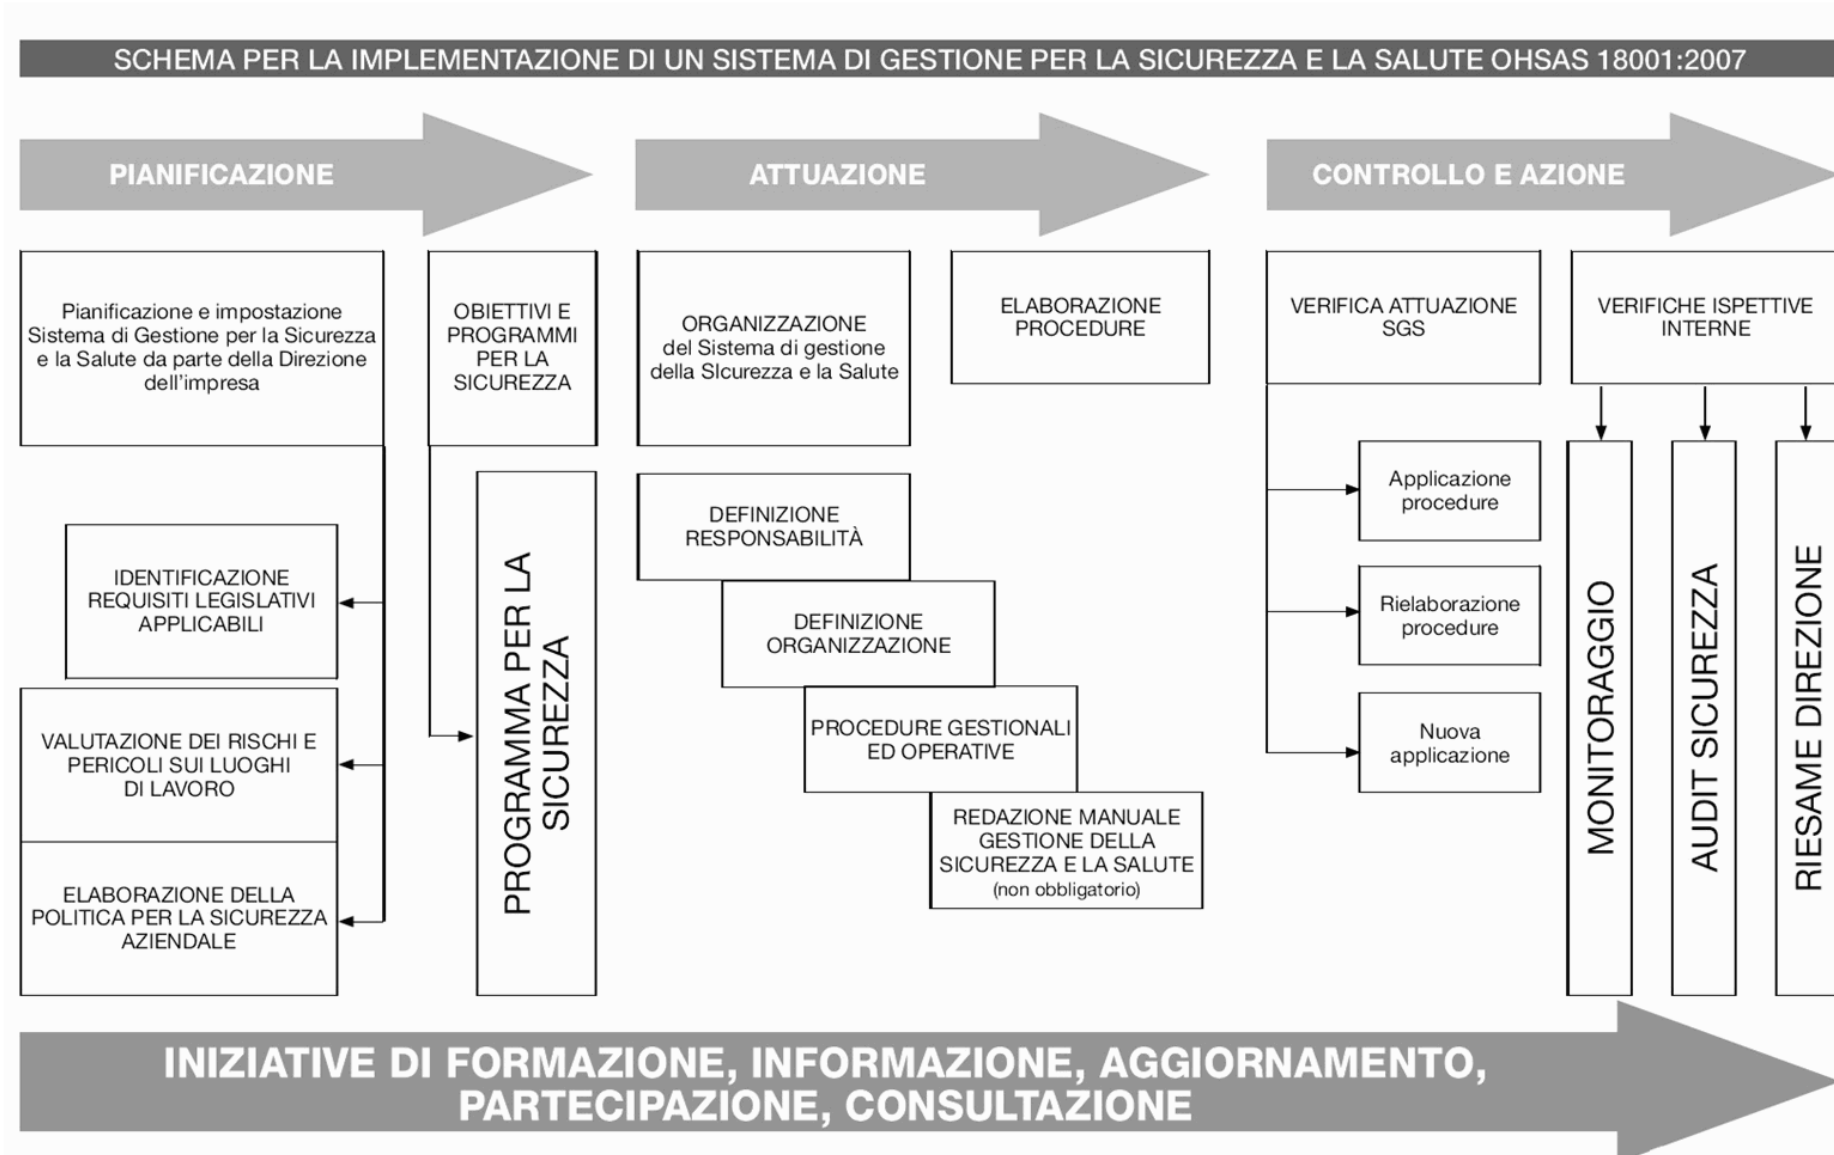 SCHEMA PER LA IMPLEMENTAZIONE DI UN SISTEMA DI GESTIONE PER LA SICUREZZA E LA SALUTE OHSAS 18001:2007
PIANIFICAZIONE
ATTUAZIONE
CONTROLLO E AZIONE
Pianificazione e impostazione
Sistema di Gestione per la Sicurezza
e la Salute da parte della Direzione
dell'impresa
OBIETTIVI E
PROGRAMMI
PER LA
SICUREZZA
ORGANIZZAZIONE
del Sistema di gestione
della SIcurezza e la Salute
ELABORAZIONE
PROCEDURE
VERIFICA ATTUAZIONE
SGS
VERIFICHE ISPETTIVE
INTERNE
IDENTIFICAZIONE
REQUISITI LEGISLATIVI
APPLICABILI
VALUTAZIONE DEI RISCHI E
PERICOLI SUI LUOGHI
DI LAVORO
ELABORAZIONE DELLA
POLITICA PER LA SICUREZZA
AZIENDALE
PROGRAMMA PER LA
SICUREZZA
DEFINIZIONE
RESPONSABILITÀ
DEFINIZIONE
ORGANIZZAZIONE
PROCEDURE GESTIONALI
ED OPERATIVE
REDAZIONE MANUALE
GESTIONE DELLA
SICUREZZA E LA SALUTE
(non obbligatorio)
Applicazione
procedure
Rielaborazione
procedure
Nuova
applicazione
MONITORAGGIO
AUDIT SICUREZZA
RIESAME DIREZIONE
INIZIATIVE DI FORMAZIONE, INFORMAZIONE, AGGIORNAMENTO,
PARTECIPAZIONE, CONSULTAZIONE